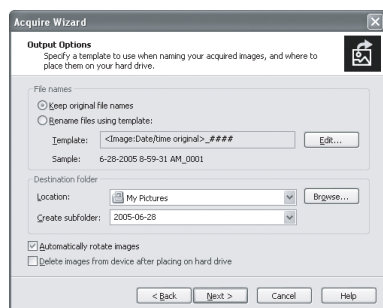 Acquire Wizard
Output Options
Specify a template to use when naming your acquired images, and where to
place them on your hard drive.
File names
Keep original file names
Rename files using template:
Template: <Image:Date/time original>_####
Edit...
Sample: 6-28-2005 8-59-31 AM_0001
Destination folder
Location: My Pictures
Browse...
Create subfolder: 2005-06-28
Automatically rotate images
Delete images from device after placing on hard drive
< Back Next > Cancel Help